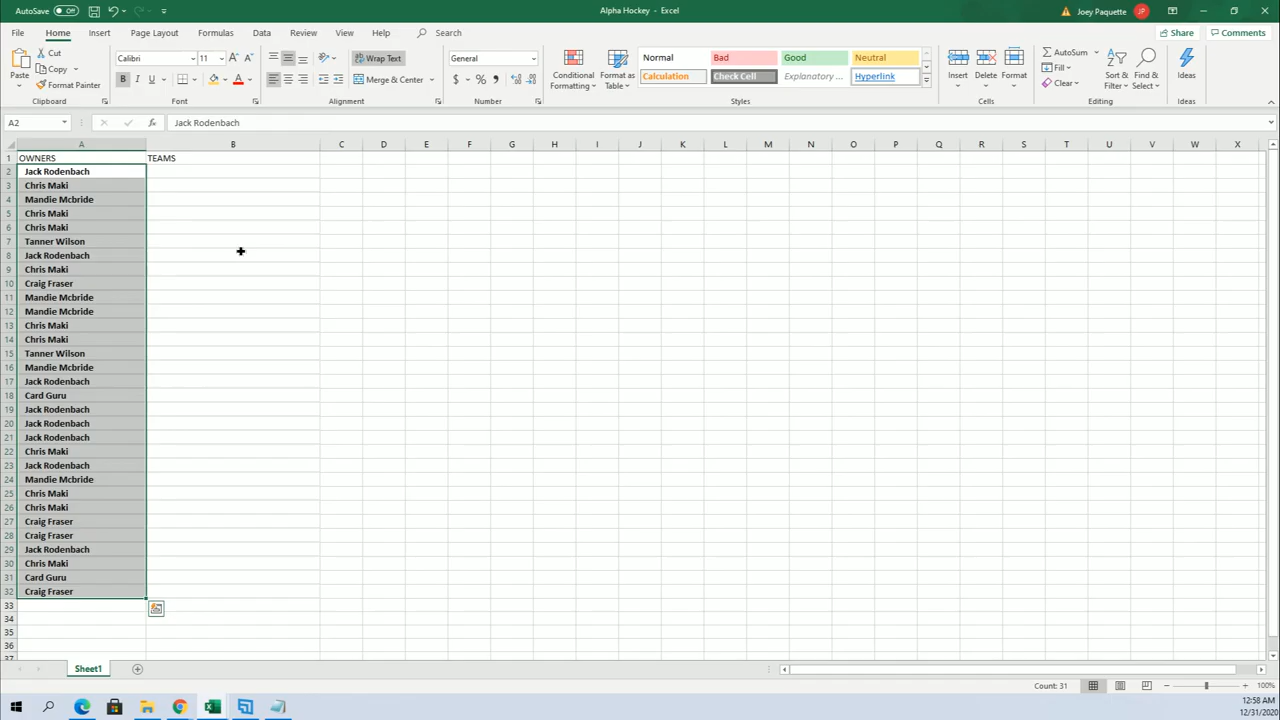 AutoSave Off
Alpha Hockey - Excel
Joey Paquette JP
File Home Insert Page Layout Formulas Data Review View Help Search
Share Comments
Paste
Cut
Copy
Format Painter
Clipboard
Calibri 11
B I U
Font
Wrap Text
Merge & Center
Alignment
General
$ % ,
Number
Conditional Formatting
Format as Table
Normal Bad Good Neutral
Calculation Check Cell Explanatory ... Hyperlink
Styles
Insert Delete Format
Cells
AutoSum
Fill
Clear
Sort & Filter
Find & Select
Editing
Ideas
Ideas
A2 fx Jack Rodenbach
A B C D E F G H I J K L M N O P Q R S T U V W X
1 OWNERS TEAMS
2 Jack Rodenbach
3 Chris Maki
4 Mandie Mcbride
5 Chris Maki
6 Chris Maki
7 Tanner Wilson
8 Jack Rodenbach
9 Chris Maki
10 Craig Fraser
11 Mandie Mcbride
12 Mandie Mcbride
13 Chris Maki
14 Chris Maki
15 Tanner Wilson
16 Mandie Mcbride
17 Jack Rodenbach
18 Card Guru
19 Jack Rodenbach
20 Jack Rodenbach
21 Jack Rodenbach
22 Chris Maki
23 Jack Rodenbach
24 Mandie Mcbride
25 Chris Maki
26 Chris Maki
27 Craig Fraser
28 Craig Fraser
29 Jack Rodenbach
30 Chris Maki
31 Card Guru
32 Craig Fraser
33
34
35
36
37
Sheet1
Count: 31 100%
12:58 AM
12/31/2020